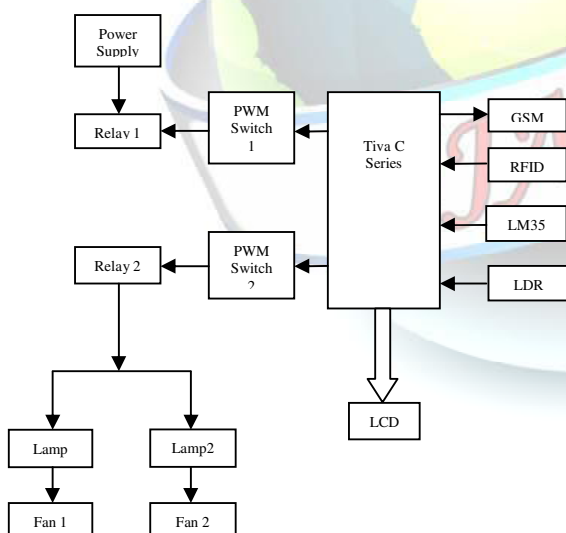 Power
Supply
PWM
Switch
1
Relay 1
Tiva C
Series
GSM
RFID
LM35
LDR
PWM
Switch
2
Relay 2
LCD
Lamp
Lamp2
Fan 1
Fan 2